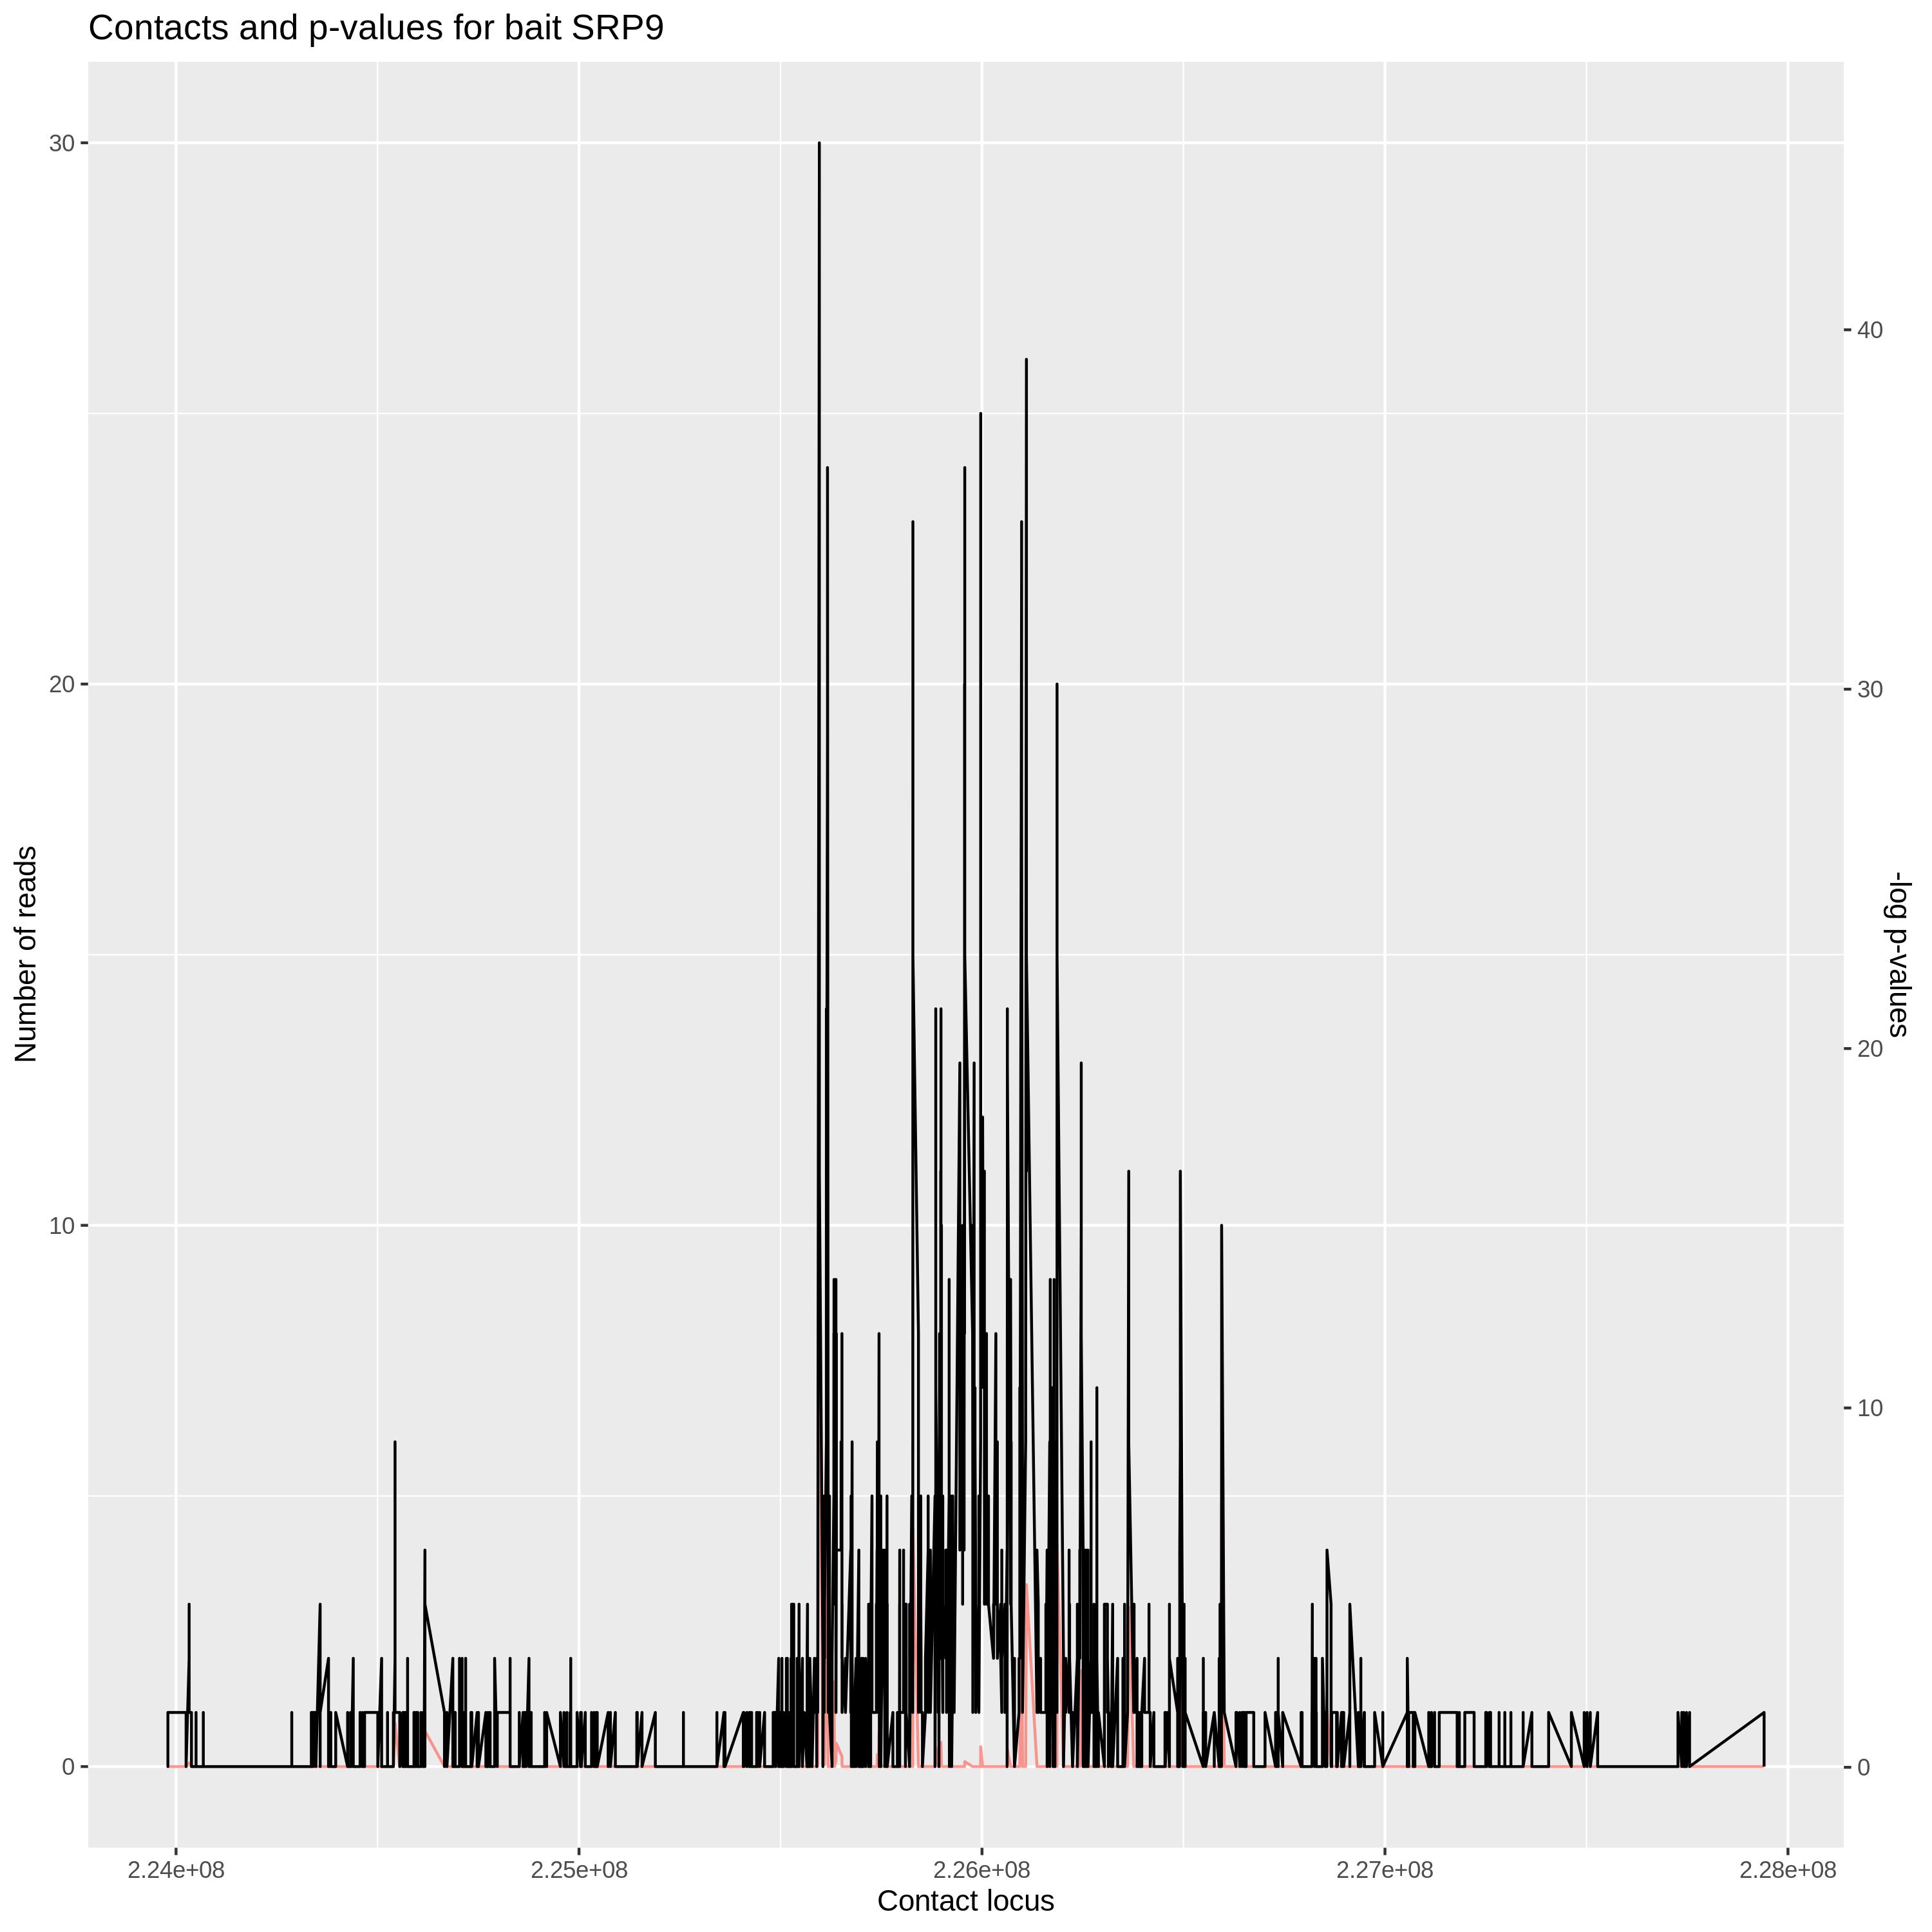 Contacts and p-values for bait SRP9
30
20
10
0
Number of reads
40
30
20
10
0
-log p-values
2.24e+08 2.25e+08 2.26e+08 2.27e+08 2.28e+08
Contact locus